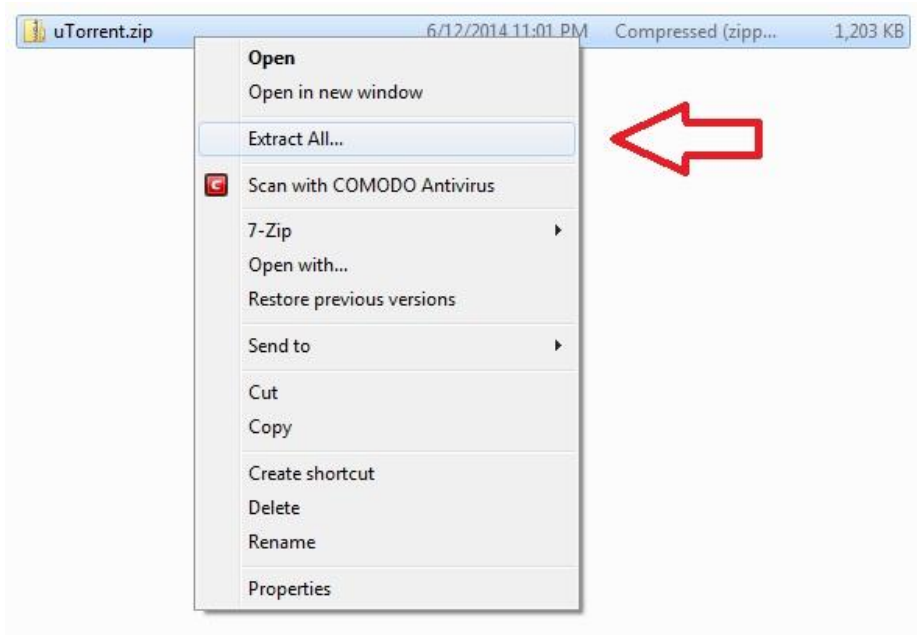 uTorrent.zip 6/12/2014 11:01 PM Compressed (zipp... 1,203 KB
Open
Open in new window
Extract All...
Scan with COMODO Antivirus
7-Zip
Open with...
Restore previous versions
Send to
Cut
Copy
Create shortcut
Delete
Rename
Properties